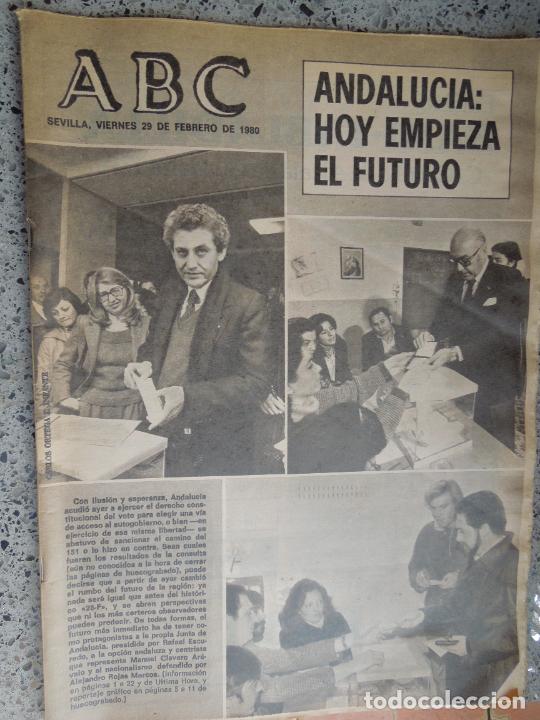 ABC
SEVILLA, VIERNES 29 DE FEBRERO DE 1980
ANDALUCIA:
HOY EMPIEZA
EL FUTURO
Con ilusión y esperanza, Andalucía
acudió ayer a ejercer el derecho cons-
titucional del voto para elegir una vía
de acceso al autogobierno, o bien —en
ejercicio de esa misma libertad— se
abstuvo de sancionar el camino del
151 o lo hizo en contra. Sean cuales
fueren los resultados de la consulta
(aún no conocidos a la hora de cerrar
las páginas de huecograbado), puede
decirse que a partir de ayer cambió
el rumbo del futuro de la región: ya
nada será igual que antes del históri-
co «28-F», y se abren perspectivas
que ni los más certeros observadores
pueden producir. De todas formas, el
futuro más inmediato ha de tener co-
mo protagonistas a la propia Junta de
Andalucía, presidida por Rafael Escu-
redo, a la opción andaluza y centrista
que representa Manuel Clavero Aré-
valo y al nacionalismo defendido por
Alejandro Rojas Marcos. (Información
en páginas 1 a 22 y de Ultima Hora, y
reportaje gráfico en páginas 5 a 11 de
huecograbado.)
CARLOS ORTEGA
todocoleccion.net